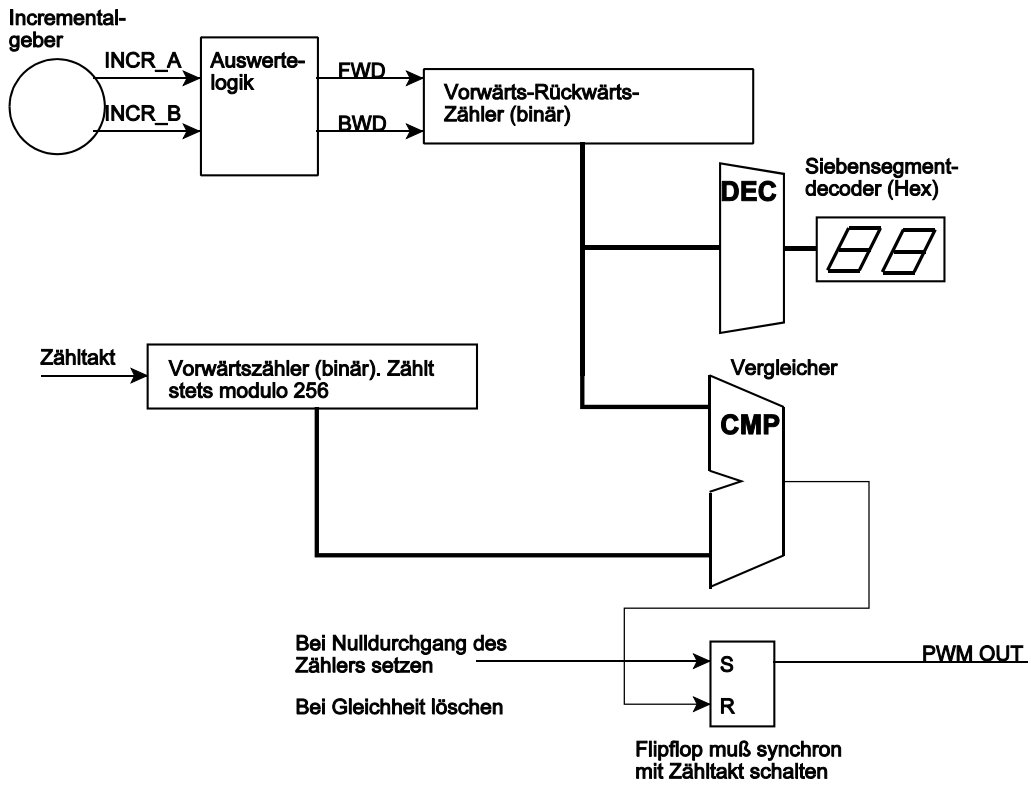 Incremental-
geber
INCR_A
INCR_B
Auswerte-
logik
FWD
BWD
Vorwärts-Rückwärts-
Zähler (binär)
DEC
Siebensegment-
decoder (Hex)
88
Zähltakt
Vorwärtszähler (binär). Zählt
stets modulo 256
Vergleicher
CMP
Bei Nulldurchgang des
Zählers setzen
Bei Gleichheit löschen
S
R
PWM OUT
Flipflop muß synchron
mit Zähltakt schalten